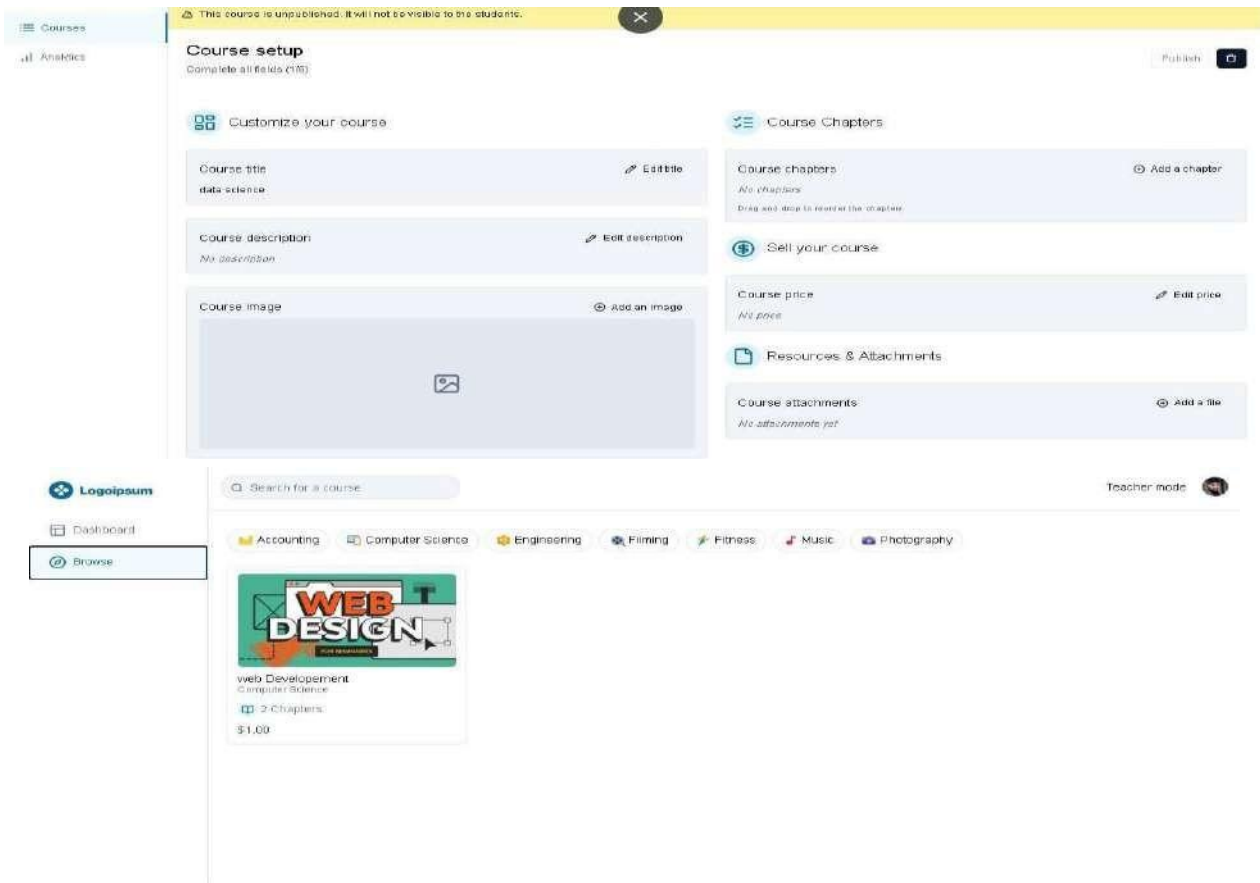 Courses
Analytics
This course is unpublished. It will not be visible to the students.
Course setup
Complete all fields (1/6)
Publish
Customize your course
Course title
Edit title
data science
Course description
Edit description
No description
Course image
Add an image
Course Chapters
Course chapters
Add a chapter
No chapters
Drag and drop to reorder the chapters
Sell your course
Course price
Edit price
No price
Resources & Attachments
Course attachments
Add a file
No attachments yet
Logoipsum
Search for a course
Teacher mode
Dashboard
Browse
Accounting
Computer Science
Engineering
Filming
Fitness
Music
Photography
WEB
DESIGN
FOR BEGINNERS
web Developement
Computer Science
2 Chapters
$1.00